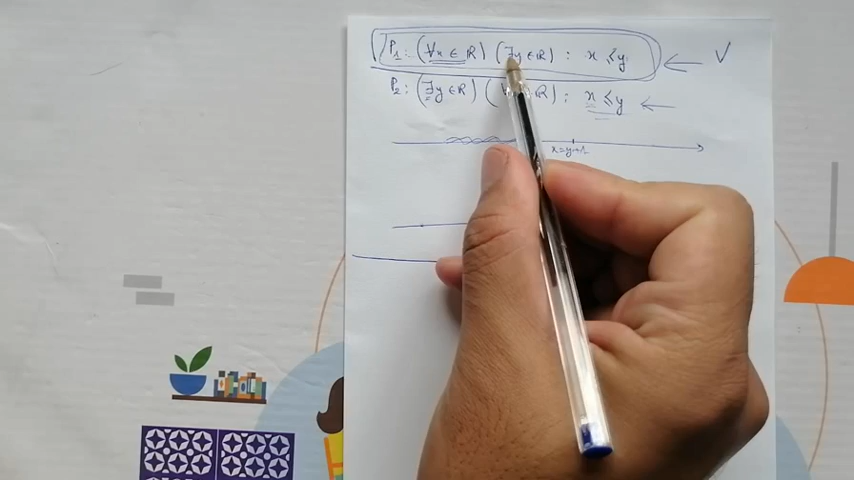 P₁: (∀x ∈ ℝ) (∃y ∈ ℝ) : x ≤ y ← V
P₂: (∃y ∈ ℝ) ( ∈ ℝ) : x ≤ y ←
x = y+1